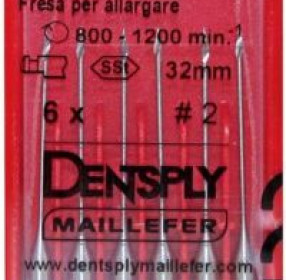 Fresa per allargare
800 - 1200 min.⁻¹
SSt 32mm
6 x # 2
DENTSPLY
MAILLEFER
www.dentsplymaillefer.com